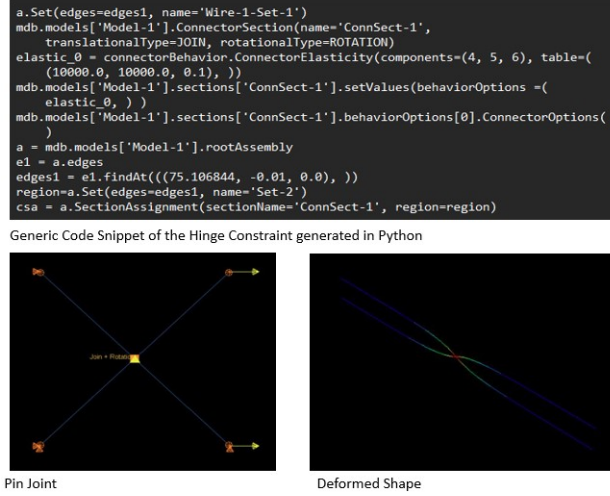 a.Set(edges=edges1, name='Wire-1-Set-1')
mdb.models['Model-1'].ConnectorSection(name='ConnSect-1',
    translationalType=JOIN, rotationalType=ROTATION)
elastic_0 = connectorBehavior.ConnectorElasticity(components=(4, 5, 6), table=(
    (10000.0, 10000.0, 0.1), ))
mdb.models['Model-1'].sections['ConnSect-1'].setValues(behaviorOptions =(
    elastic_0, ) )
mdb.models['Model-1'].sections['ConnSect-1'].behaviorOptions[0].ConnectorOptions(
    )
a = mdb.models['Model-1'].rootAssembly
e1 = a.edges
edges1 = e1.findAt(((75.106844, -0.01, 0.0), ))
region=a.Set(edges=edges1, name='Set-2')
csa = a.SectionAssignment(sectionName='ConnSect-1', region=region)
Generic Code Snippet of the Hinge Constraint generated in Python
Join + Rotatio
Pin Joint
Deformed Shape